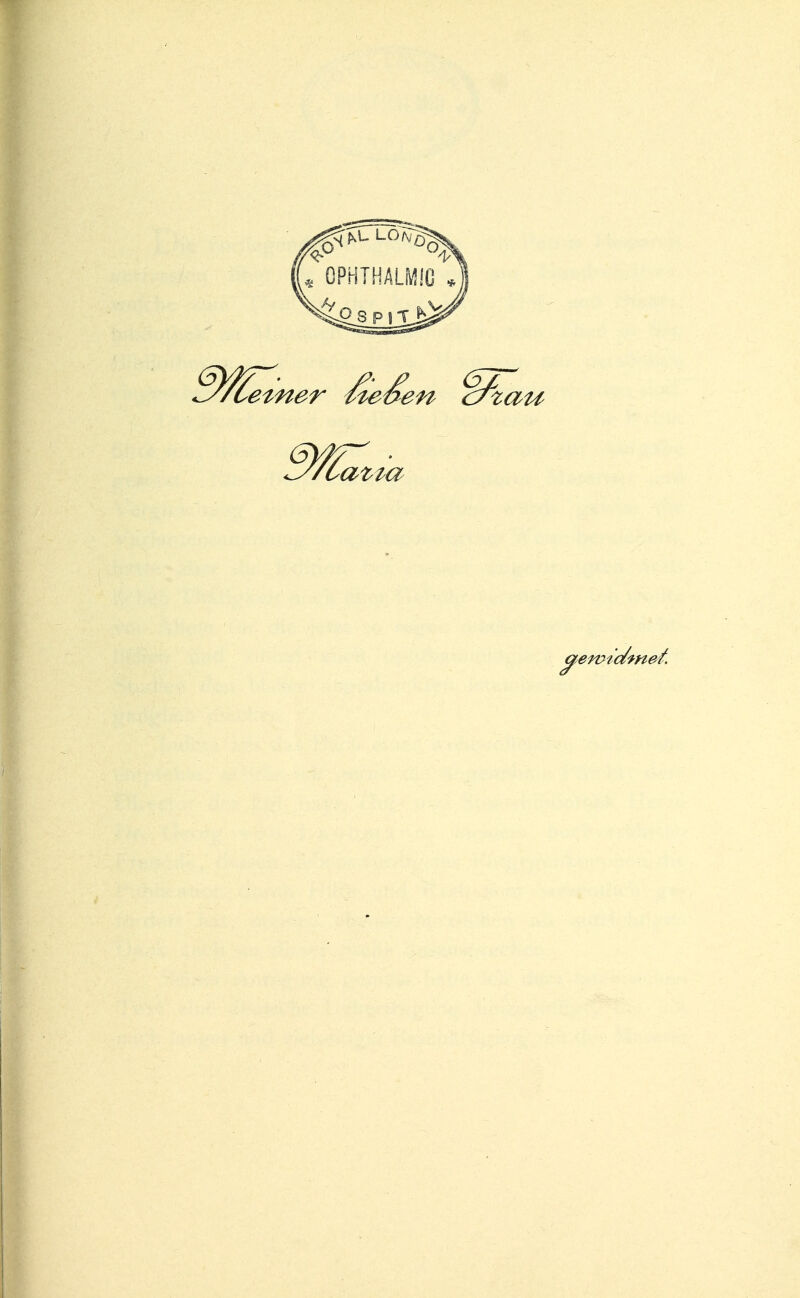 ROYAL LONDON
* OPHTHALMIC *
HOSPITAL
Meiner lieben Frau
Maria
gewidmet.